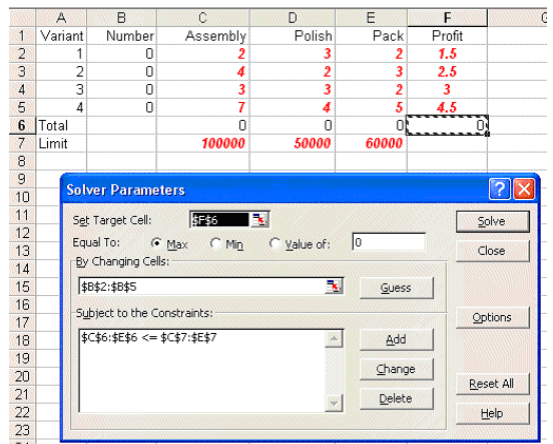 A B C D E F G
1 Variant Number Assembly Polish Pack Profit
2 1 0 2 3 2 1.5
3 2 0 4 2 3 2.5
4 3 0 3 3 2 3
5 4 0 7 4 5 4.5
6 Total 0 0 0 0
7 Limit 100000 50000 60000
8
9
10
11
12
13
14
15
16
17
18
19
20
21
22
23
Solver Parameters
Set Target Cell: $F$6 Solve
Equal To: Max Min Value of: 0 Close
By Changing Cells:
$B$2:$B$5 Guess
Subject to the Constraints: Options
$C$6:$E$6 <= $C$7:$E$7 Add
Change
Reset All
Delete
Help